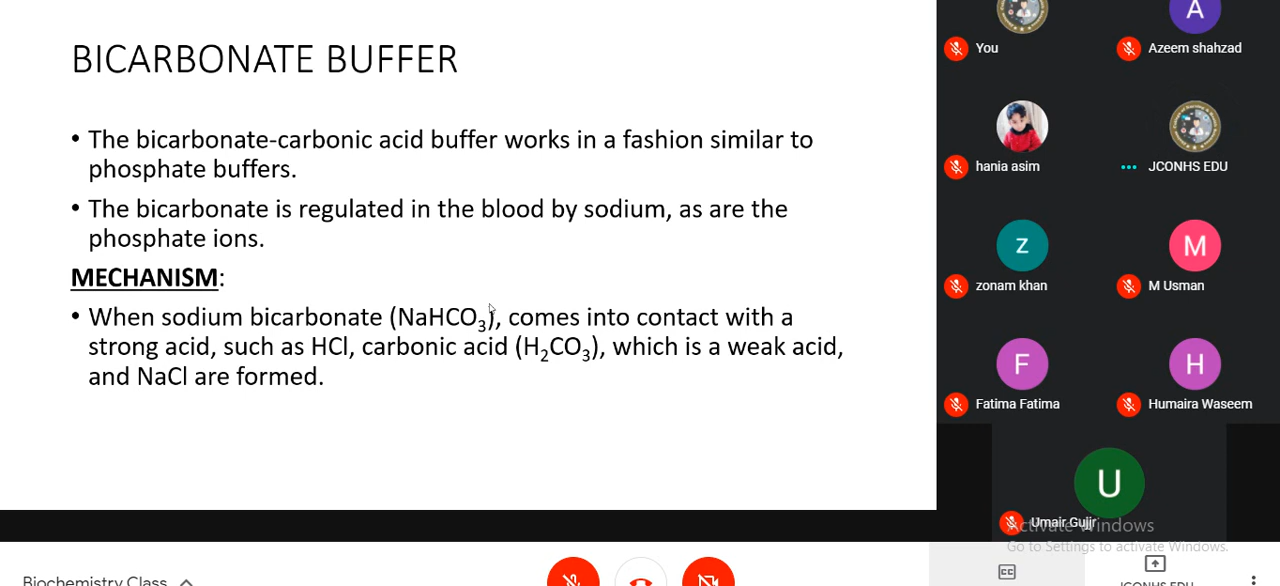 BICARBONATE BUFFER
• The bicarbonate-carbonic acid buffer works in a fashion similar to
phosphate buffers.
• The bicarbonate is regulated in the blood by sodium, as are the
phosphate ions.
MECHANISM:
• When sodium bicarbonate (NaHCO₃), comes into contact with a
strong acid, such as HCl, carbonic acid (H₂CO₃), which is a weak acid,
and NaCl are formed.
A
You
Azeem shahzad
hania asim
JCONHS EDU
z
M
zonam khan
M Usman
F
H
Fatima Fatima
Humaira Waseem
U
Umair Gujjr
Activate Windows
Go to Settings to activate Windows.
CC
Biochemistry Class
JCONHS EDU